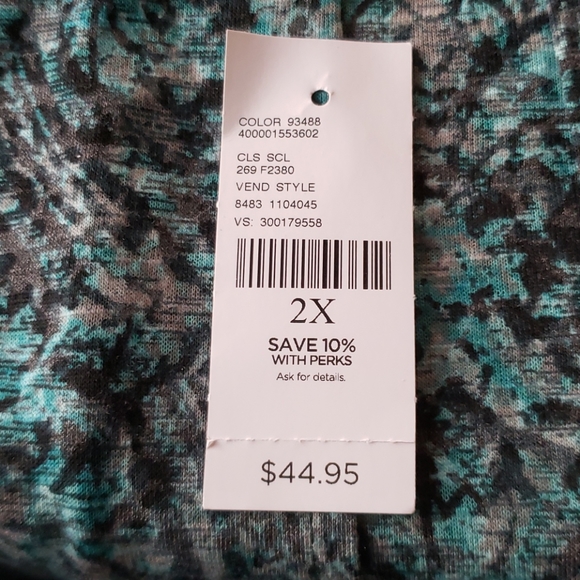 COLOR 93488
400001553602
CLS SCL
269 F2380
VEND STYLE
8483 1104045
VS: 300179558
2X
SAVE 10%
WITH PERKS
Ask for details.
$44.95